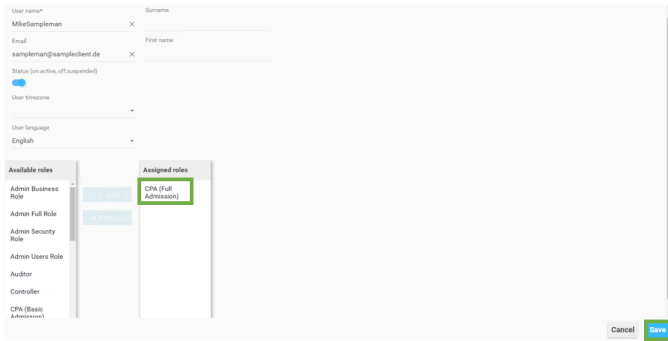 User name*
Surname
MikeSampleman
Email
First name
sampleman@sampleclient.de
Status (on:active, off:suspended)
User timezone
User language
English
Available roles
Assigned roles
Admin Business
Role
CPA (Full
Admission)
Admin Full Role
Admin Security
Role
Admin Users Role
Auditor
Controller
CPA (Basic
Admission)
Cancel
Save